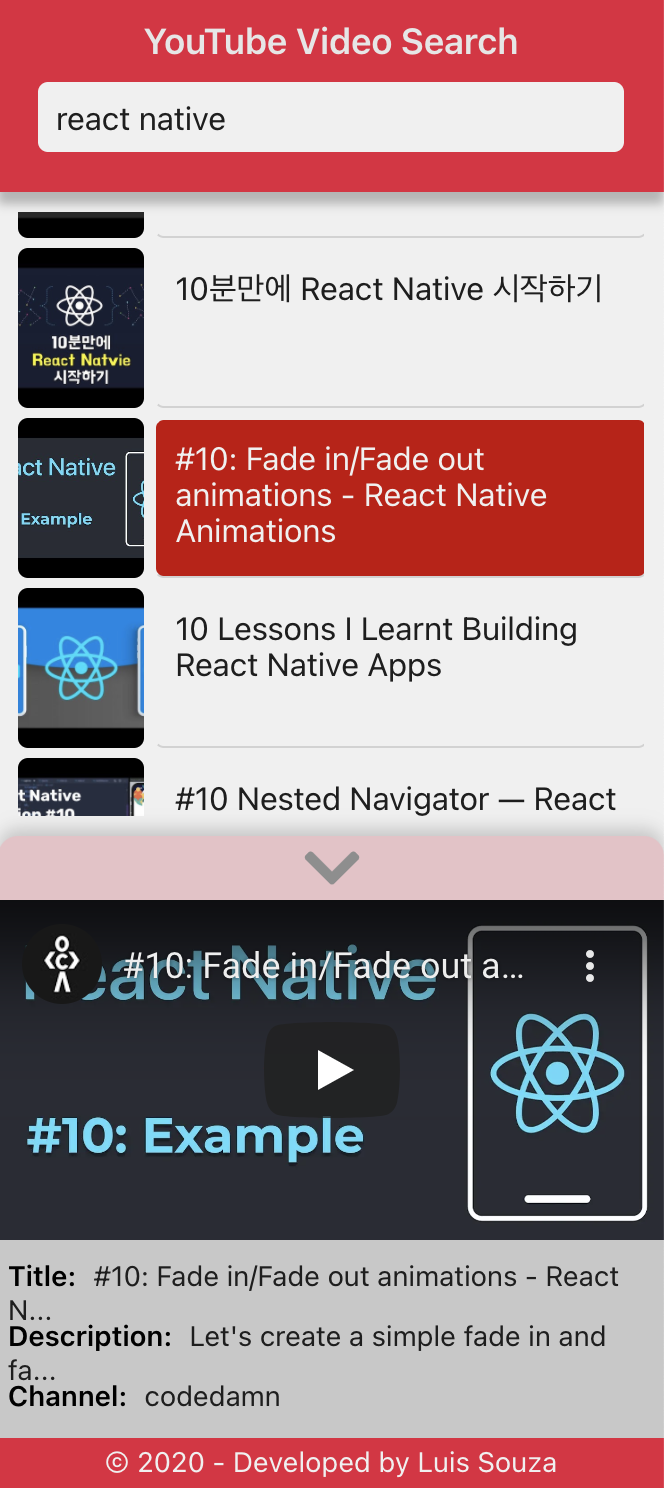 YouTube Video Search
react native
10분만에
React Natvie
시작하기
10분만에 React Native 시작하기
act Native
Example
#10: Fade in/Fade out
animations - React Native
Animations
10 Lessons I Learnt Building
React Native Apps
t Native
ion #10
#10 Nested Navigator — React
React Native
#10: Fade in/Fade out a...
#10: Example
Title: #10: Fade in/Fade out animations - React
N...
Description: Let's create a simple fade in and
fa...
Channel: codedamn
© 2020 - Developed by Luis Souza